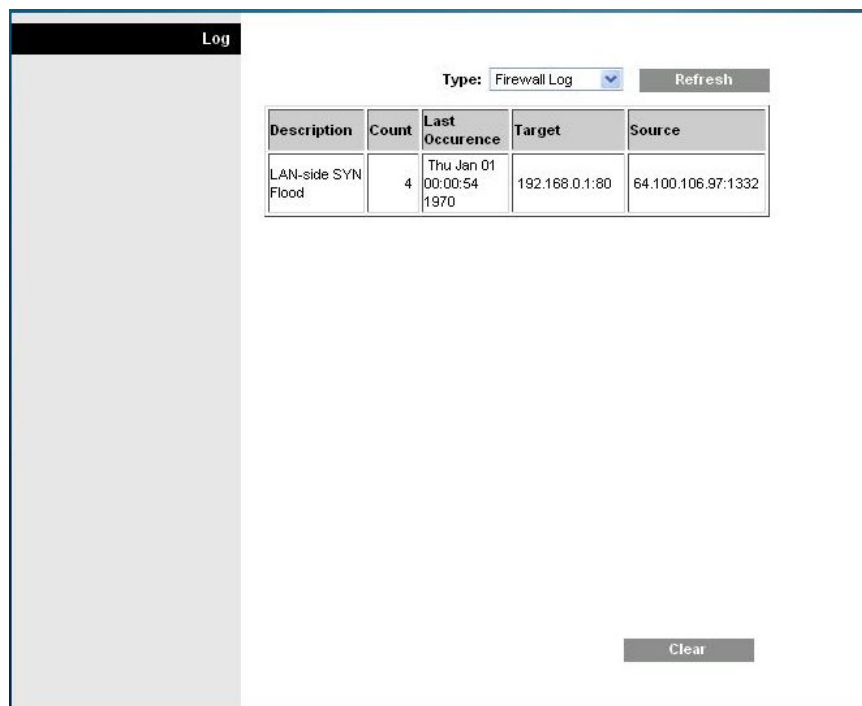 Log
Type: Firewall Log Refresh
Description Count Last Occurence Target Source
LAN-side SYN Flood 4 Thu Jan 01 00:00:54 1970 192.168.0.1:80 64.100.106.97:1332
Clear